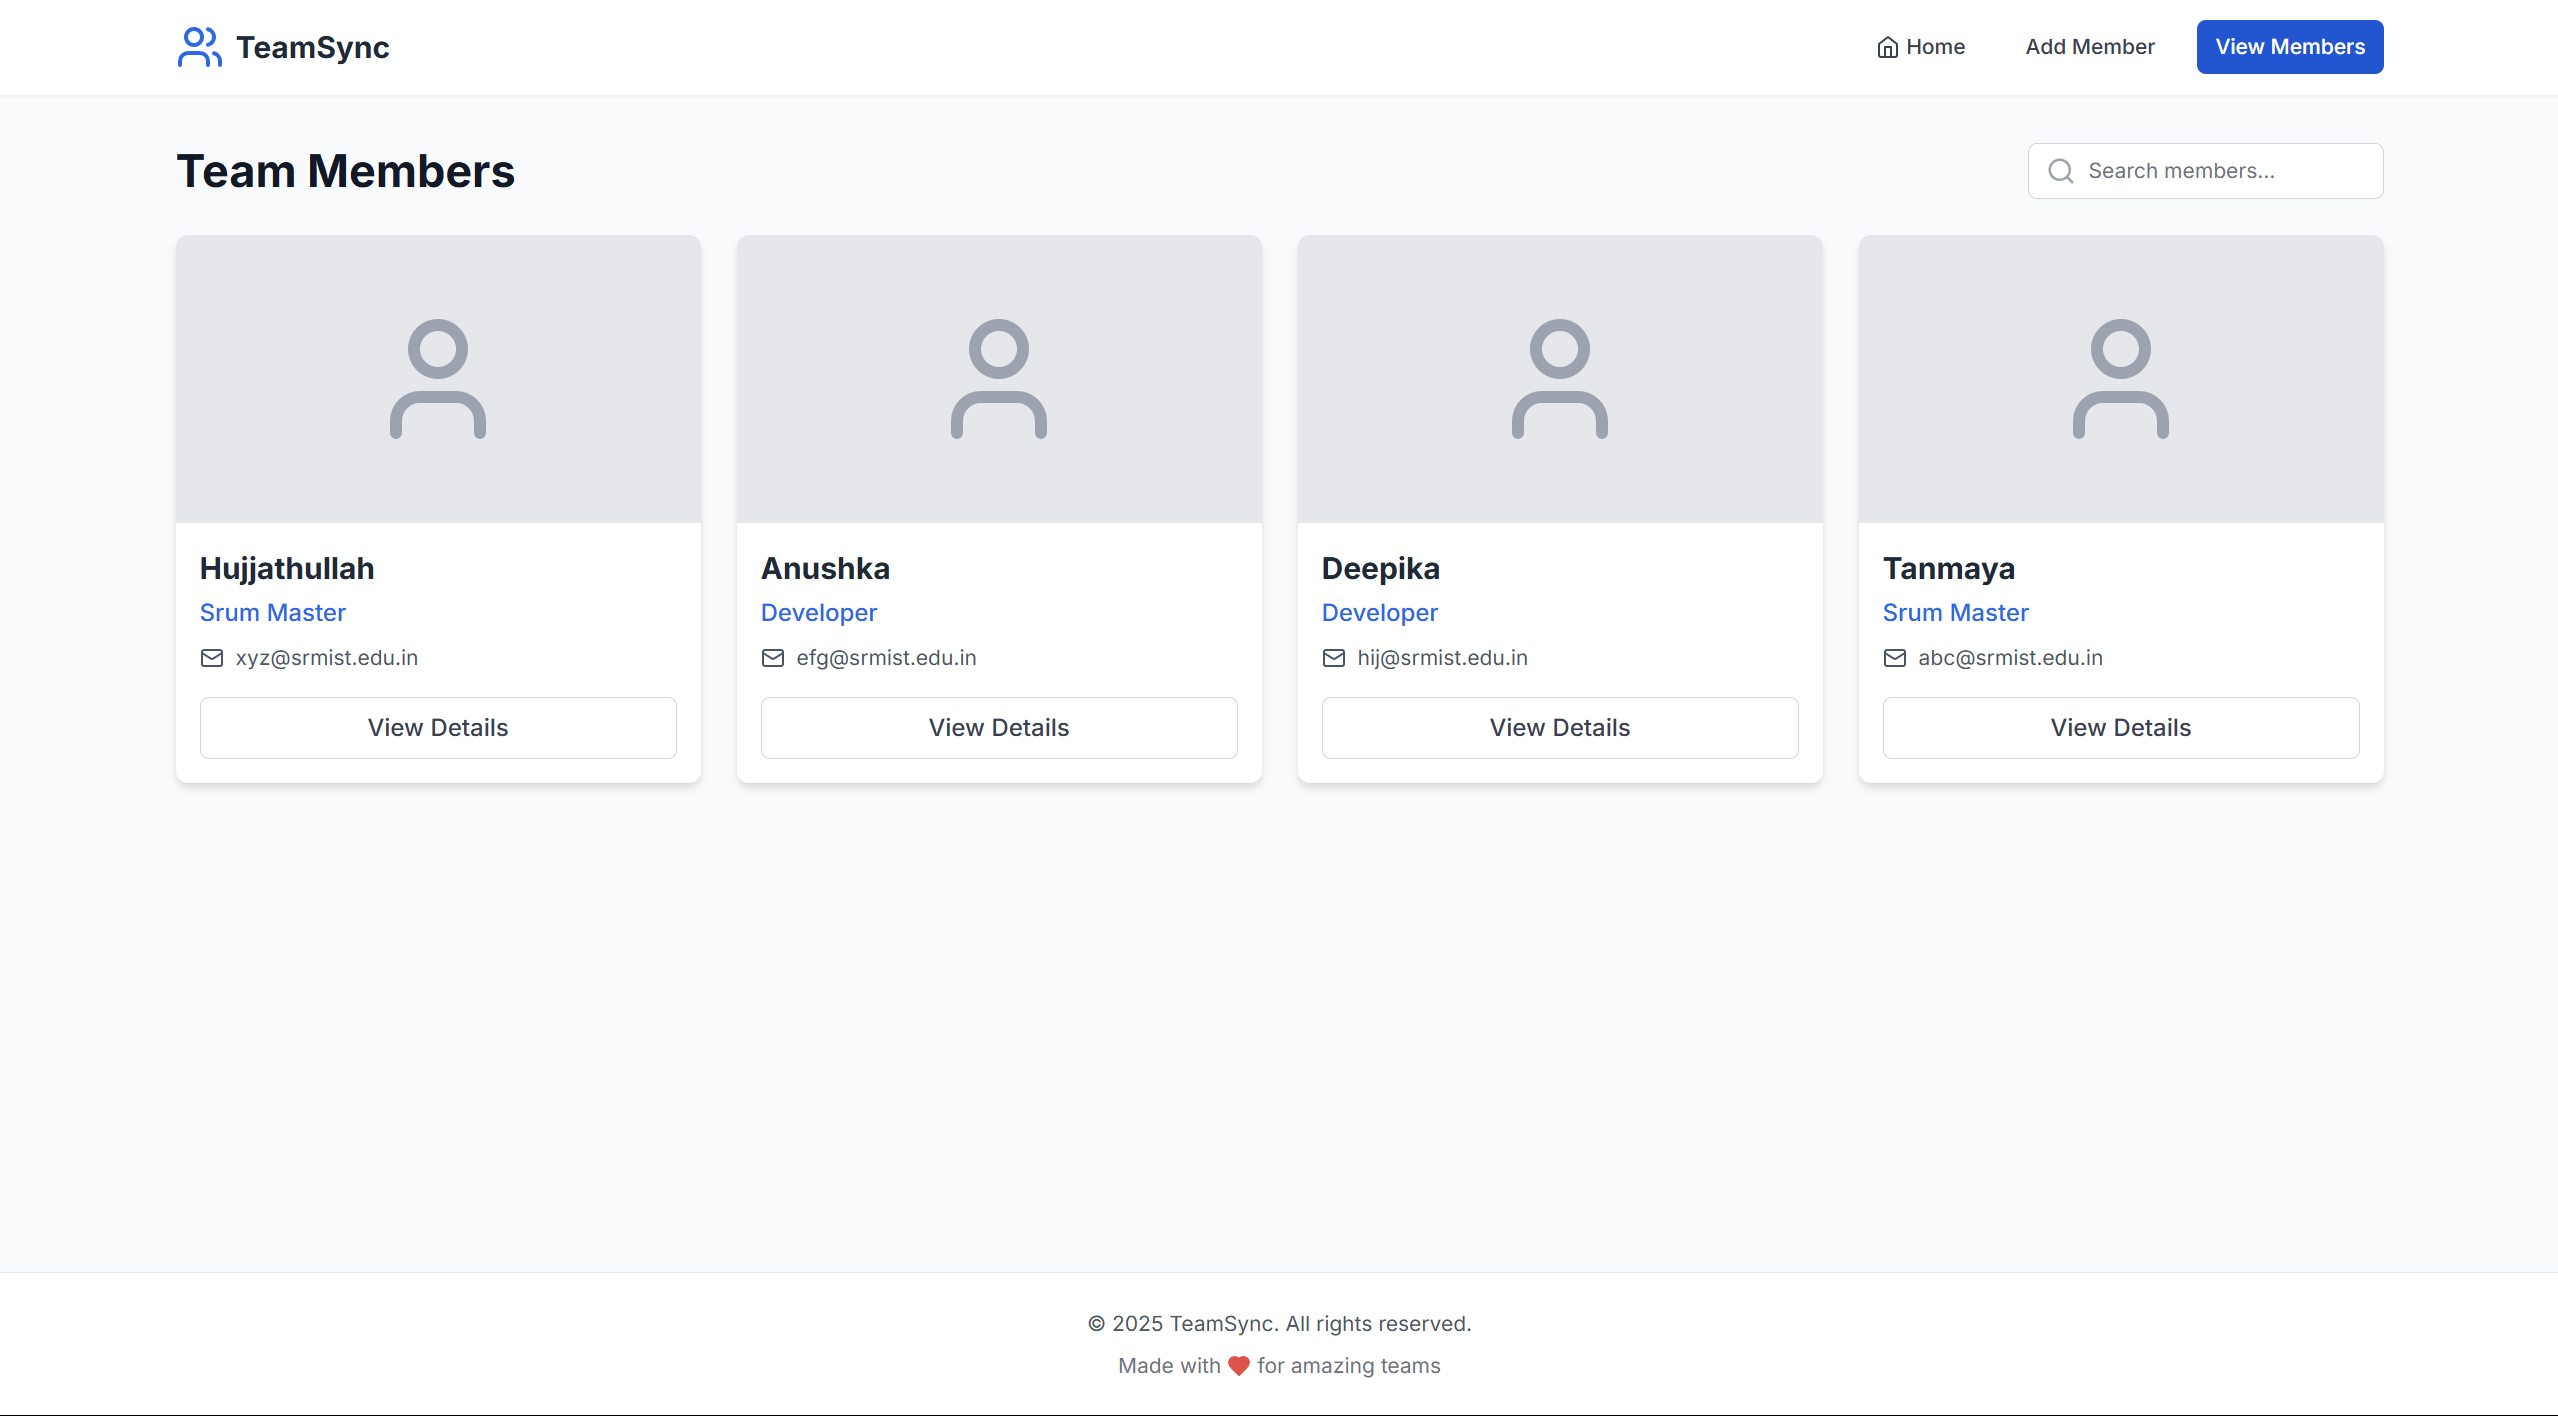 TeamSync
Home
Add Member
View Members
Team Members
Search members...
Hujjathullah
Srum Master
xyz@srmist.edu.in
View Details
Anushka
Developer
efg@srmist.edu.in
View Details
Deepika
Developer
hij@srmist.edu.in
View Details
Tanmaya
Srum Master
abc@srmist.edu.in
View Details
© 2025 TeamSync. All rights reserved.
Made with ❤ for amazing teams